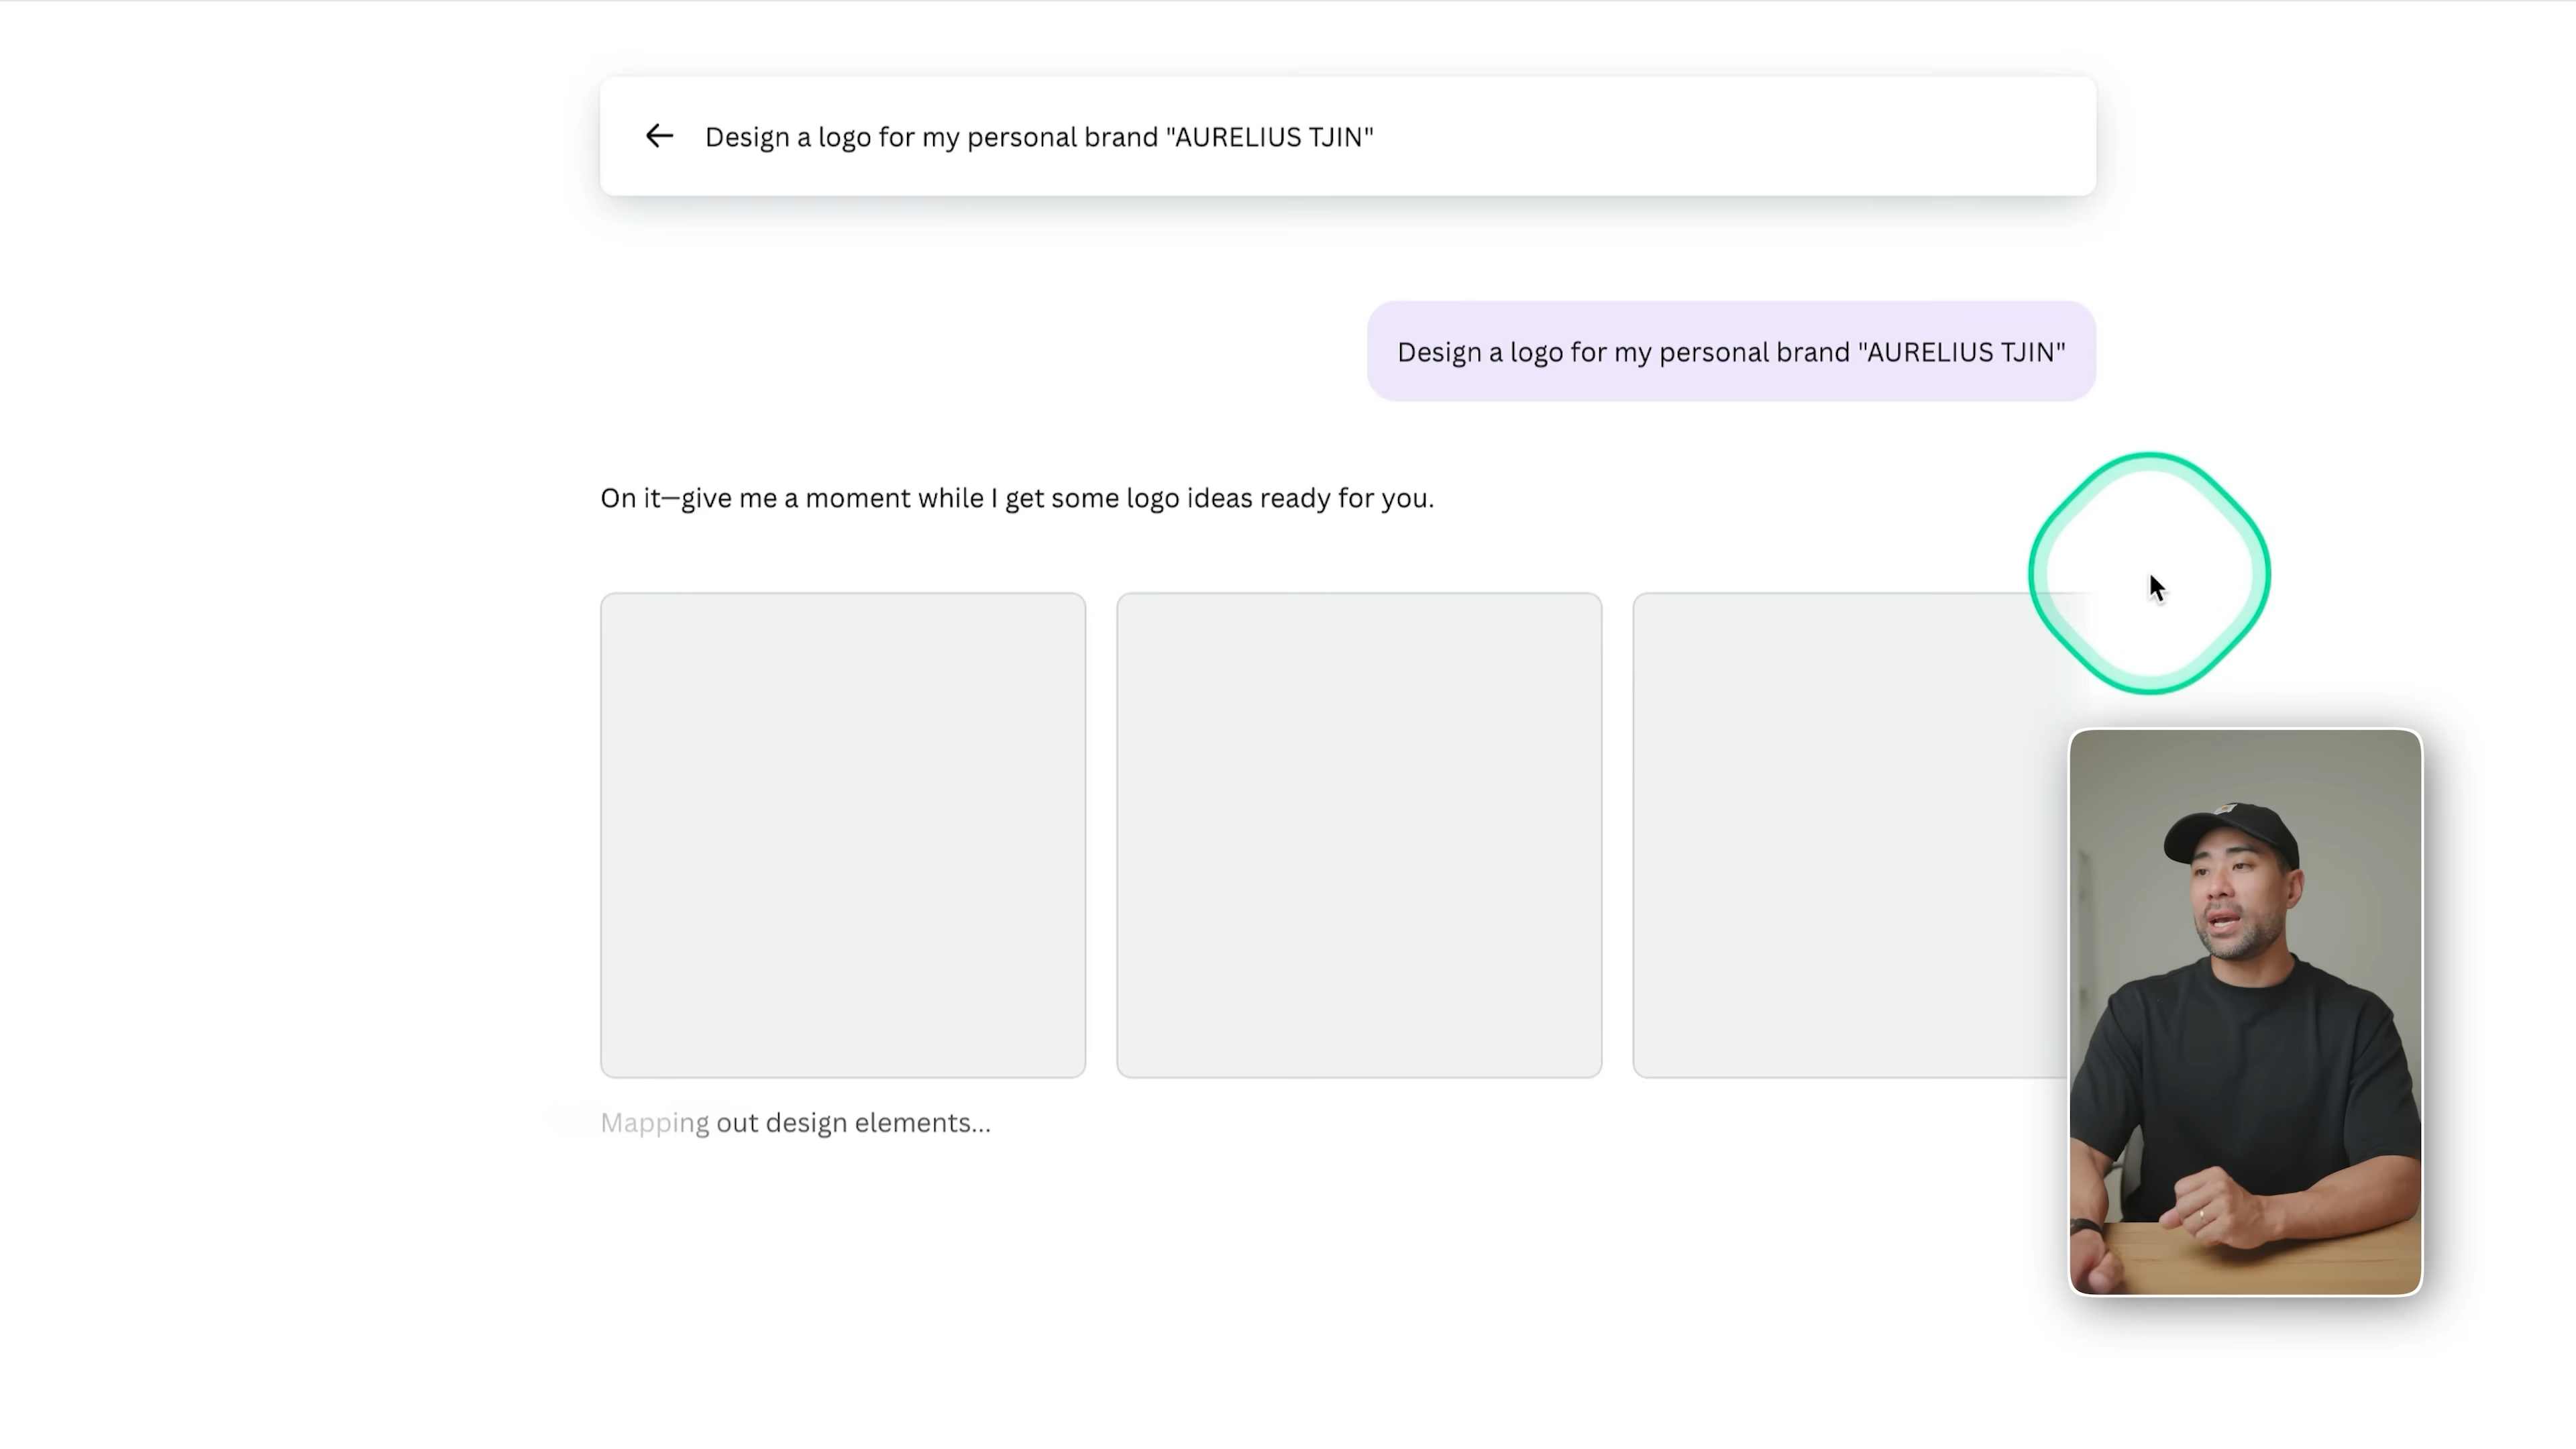 Design a logo for my personal brand "AURELIUS TJIN"
Design a logo for my personal brand "AURELIUS TJIN"
On it—give me a moment while I get some logo ideas ready for you.
Mapping out design elements...